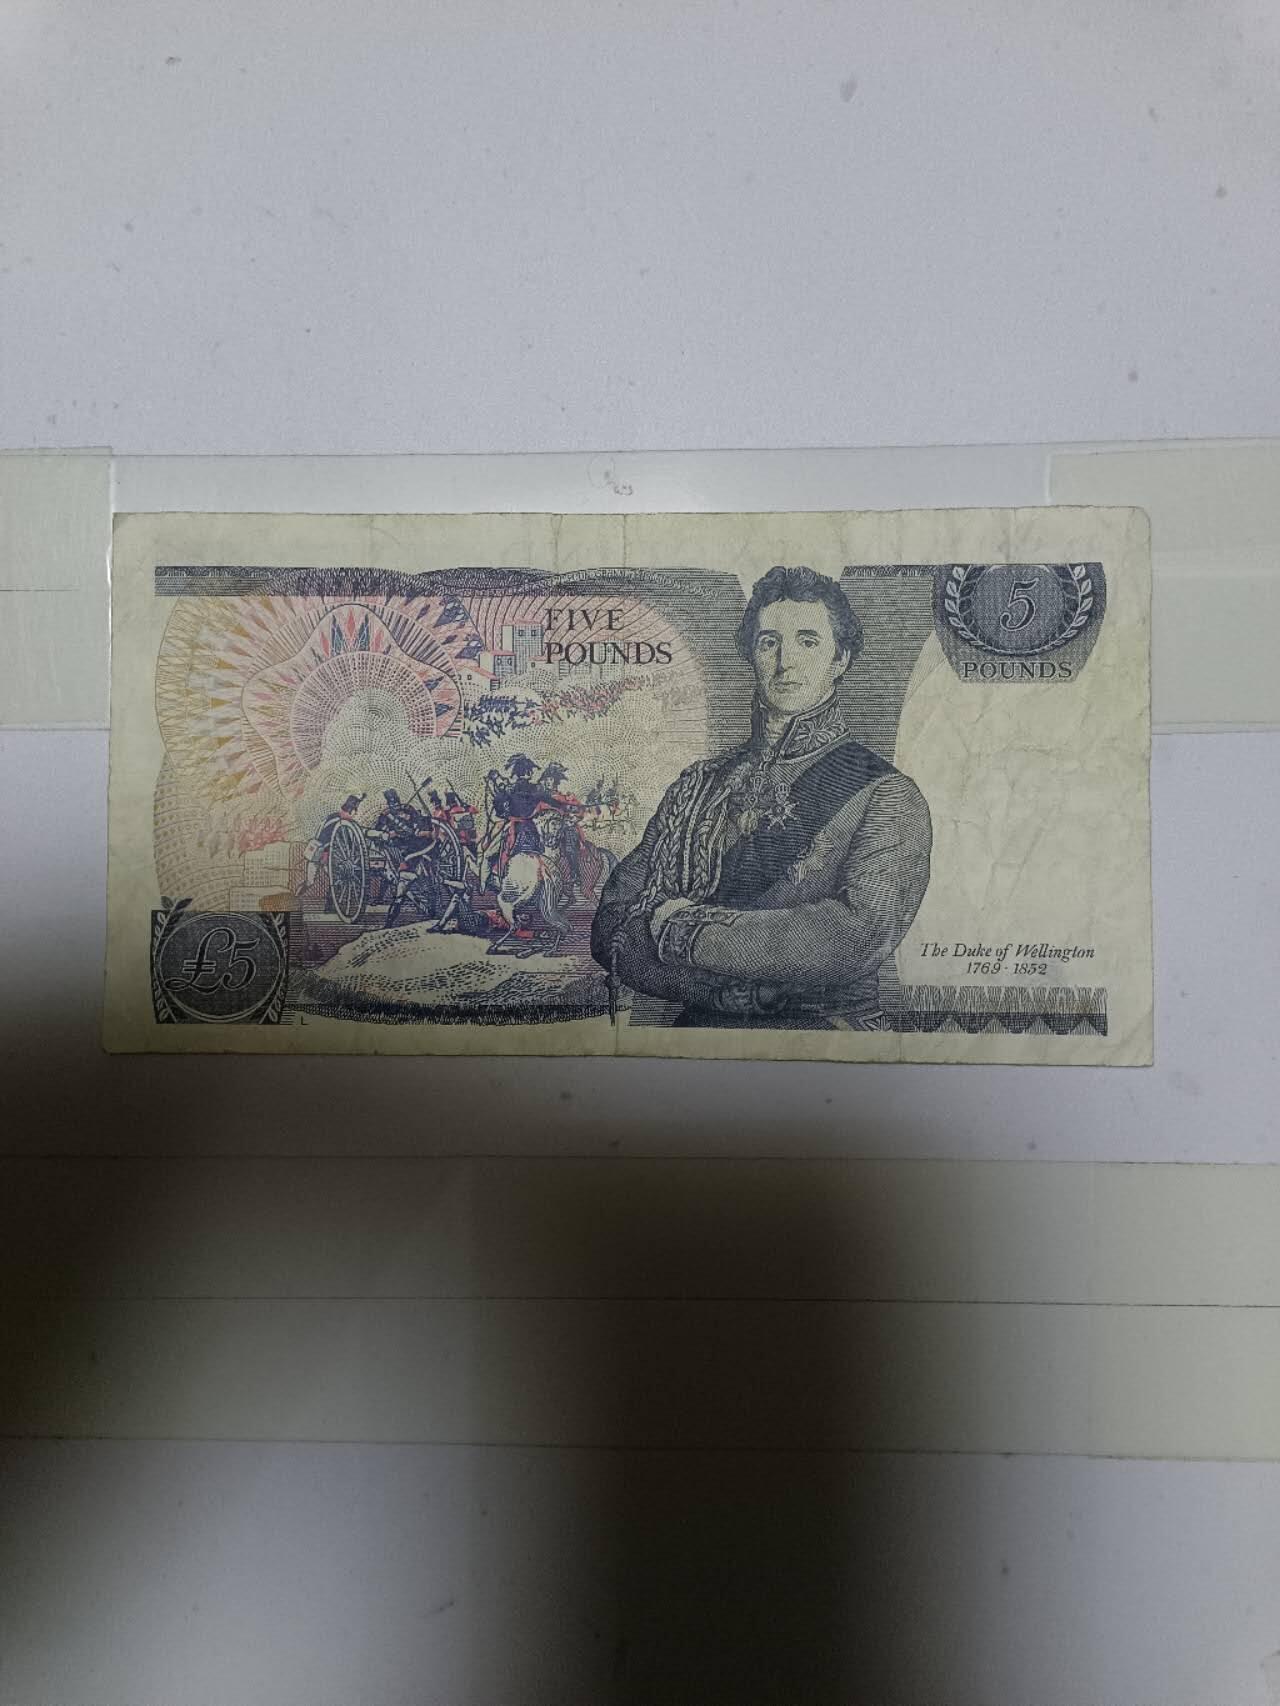 FIVE
POUNDS
5
POUNDS
The Duke of Wellington
1769 · 1852
£5
L